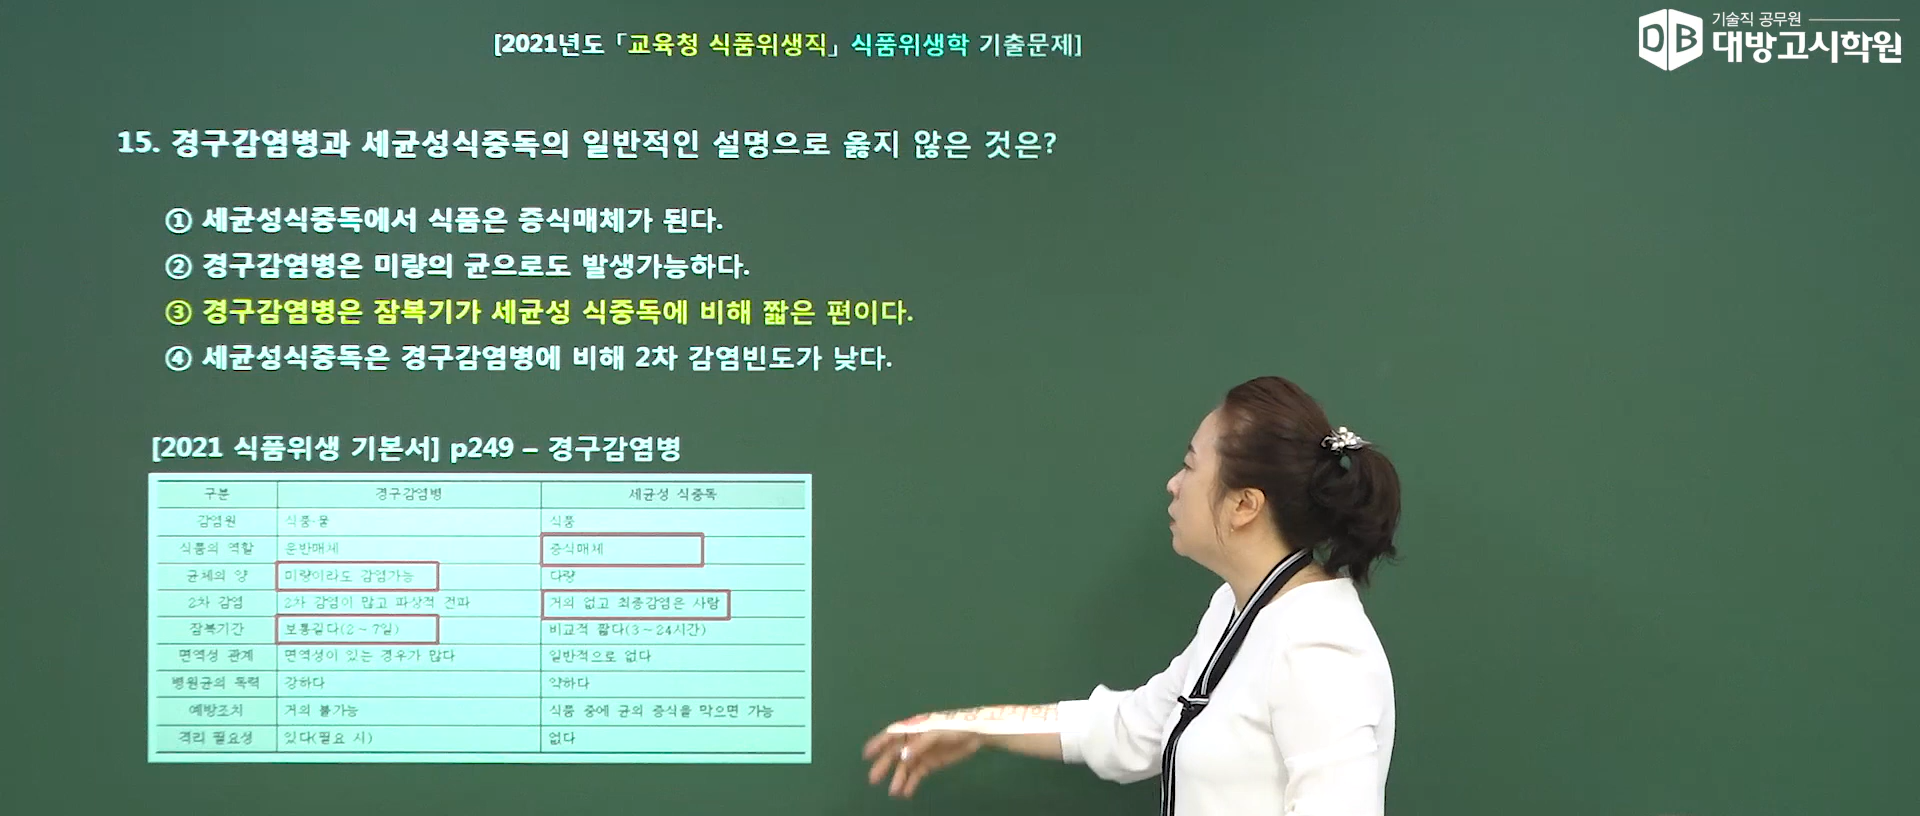 [2021년도 「교육청 식품위생직」 식품위생학 기출문제]
기술직 공무원
DB 대방고시학원
15. 경구감염병과 세균성식중독의 일반적인 설명으로 옳지 않은 것은?
① 세균성식중독에서 식품은 증식매체가 된다.
② 경구감염병은 미량의 균으로도 발생가능하다.
③ 경구감염병은 잠복기가 세균성 식중독에 비해 짧은 편이다.
④ 세균성식중독은 경구감염병에 비해 2차 감염빈도가 낮다.
[2021 식품위생 기본서] p249 – 경구감염병
구분 경구감염병 세균성 식중독
감염원 식품·물 식품
식품의 역할 운반매체 증식매체
균체의 양 미량이라도 감염가능 다량
2차 감염 2차 감염이 많고 파상적 전파 거의 없고 최종감염은 사람
잠복기간 보통길다(2~7일) 비교적 짧다(3~24시간)
면역성 관계 면역성이 있는 경우가 많다 일반적으로 없다
병원균의 독력 강하다 약하다
예방조치 거의 불가능 식품 중에 균의 증식을 막으면 가능
격리 필요성 있다(필요 시) 없다
대방고시학